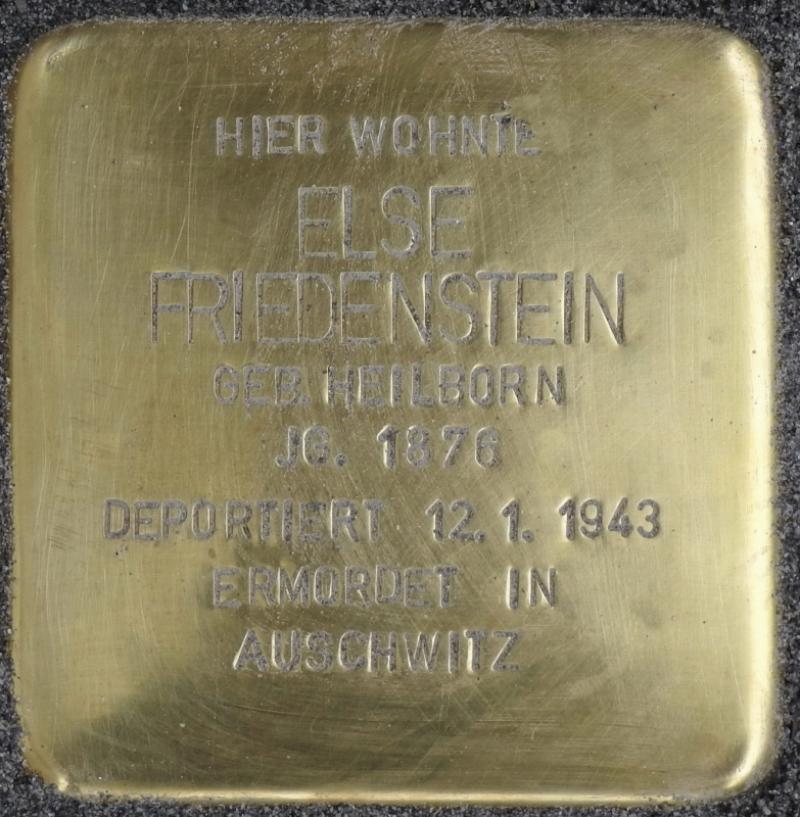 HIER WOHNTE
ELSE
FRIEDENSTEIN
GEB. HEILBORN
JG. 1876
DEPORTIERT 12.1.1943
ERMORDET IN
AUSCHWITZ